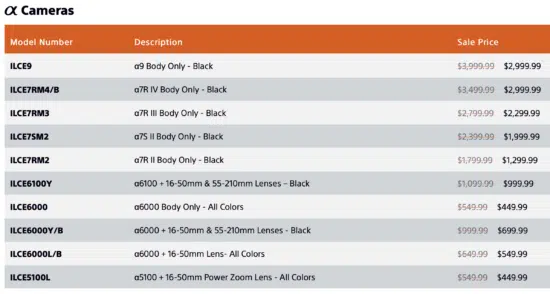 α Cameras
Model Number Description Sale Price
ILCE9 α9 Body Only - Black $3,999.99 $2,999.99
ILCE7RM4/B α7R IV Body Only - Black $3,499.99 $2,999.99
ILCE7RM3 α7R III Body Only - Black $2,799.99 $2,299.99
ILCE7SM2 α7S II Body Only - Black $2,399.99 $1,999.99
ILCE7RM2 α7R II Body Only - Black $1,799.99 $1,299.99
ILCE6100Y α6100 + 16-50mm & 55-210mm Lenses – Black $1,099.99 $999.99
ILCE6000 α6000 Body Only - All Colors $549.99 $449.99
ILCE6000Y/B α6000 + 16-50mm & 55-210mm Lenses - Black $999.99 $699.99
ILCE6000L/B α6000 + 16-50mm Lens- All Colors $649.99 $549.99
ILCE5100L α5100 + 16-50mm Power Zoom Lens - All Colors $549.99 $449.99